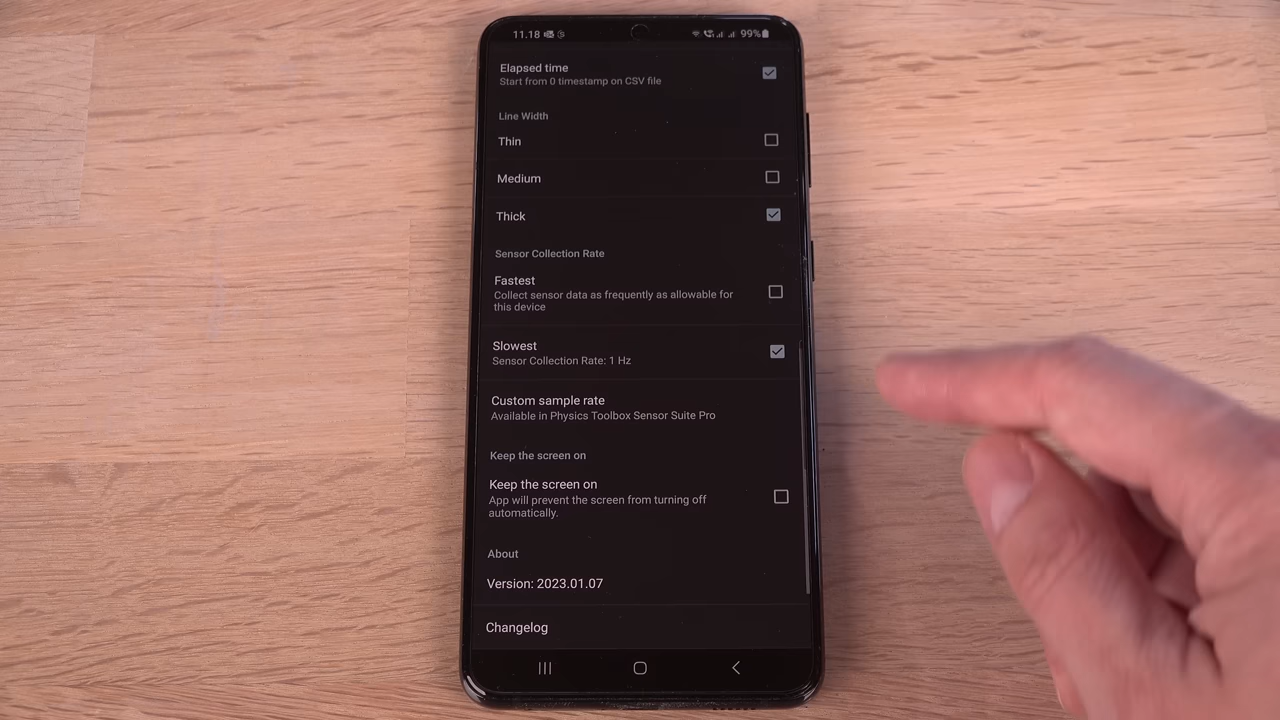 11.18 99%
Elapsed time
Start from 0 timestamp on CSV file
Line Width
Thin
Medium
Thick
Sensor Collection Rate
Fastest
Collect sensor data as frequently as allowable for
this device
Slowest
Sensor Collection Rate: 1 Hz
Custom sample rate
Available in Physics Toolbox Sensor Suite Pro
Keep the screen on
Keep the screen on
App will prevent the screen from turning off
automatically.
About
Version: 2023.01.07
Changelog